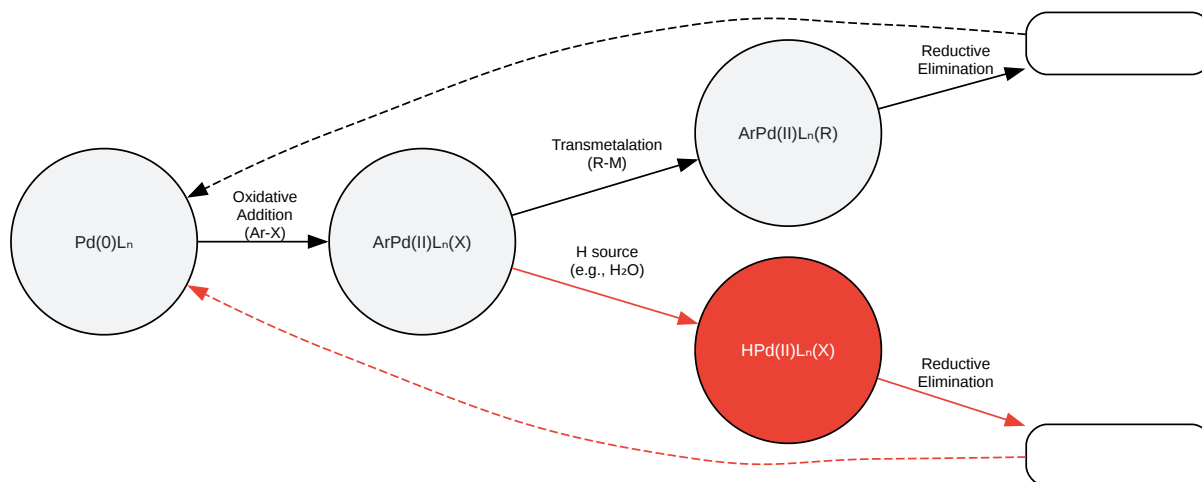 Reductive
Elimination
ArPd(II)Lₙ(R)
Transmetalation
(R-M)
Oxidative
Addition
(Ar-X)
Pd(0)Lₙ
ArPd(II)Lₙ(X)
H source
(e.g., H₂O)
HPd(II)Lₙ(X)
Reductive
Elimination